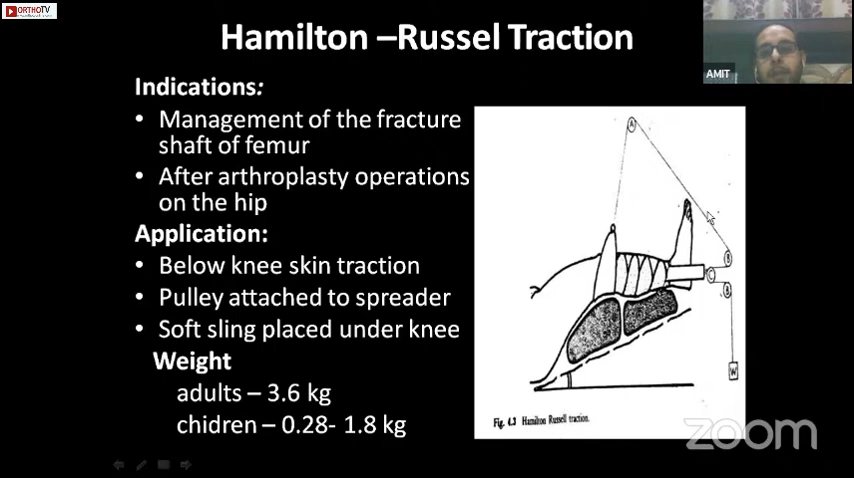 ORTHOTV
Hamilton –Russel Traction
AMIT
Indications:
• Management of the fracture
shaft of femur
• After arthroplasty operations
on the hip
Application:
• Below knee skin traction
• Pulley attached to spreader
• Soft sling placed under knee
Weight
adults – 3.6 kg
chidren – 0.28- 1.8 kg
A
B
C
W
Fig. 4.3 Hamilton Russell traction.
zoom